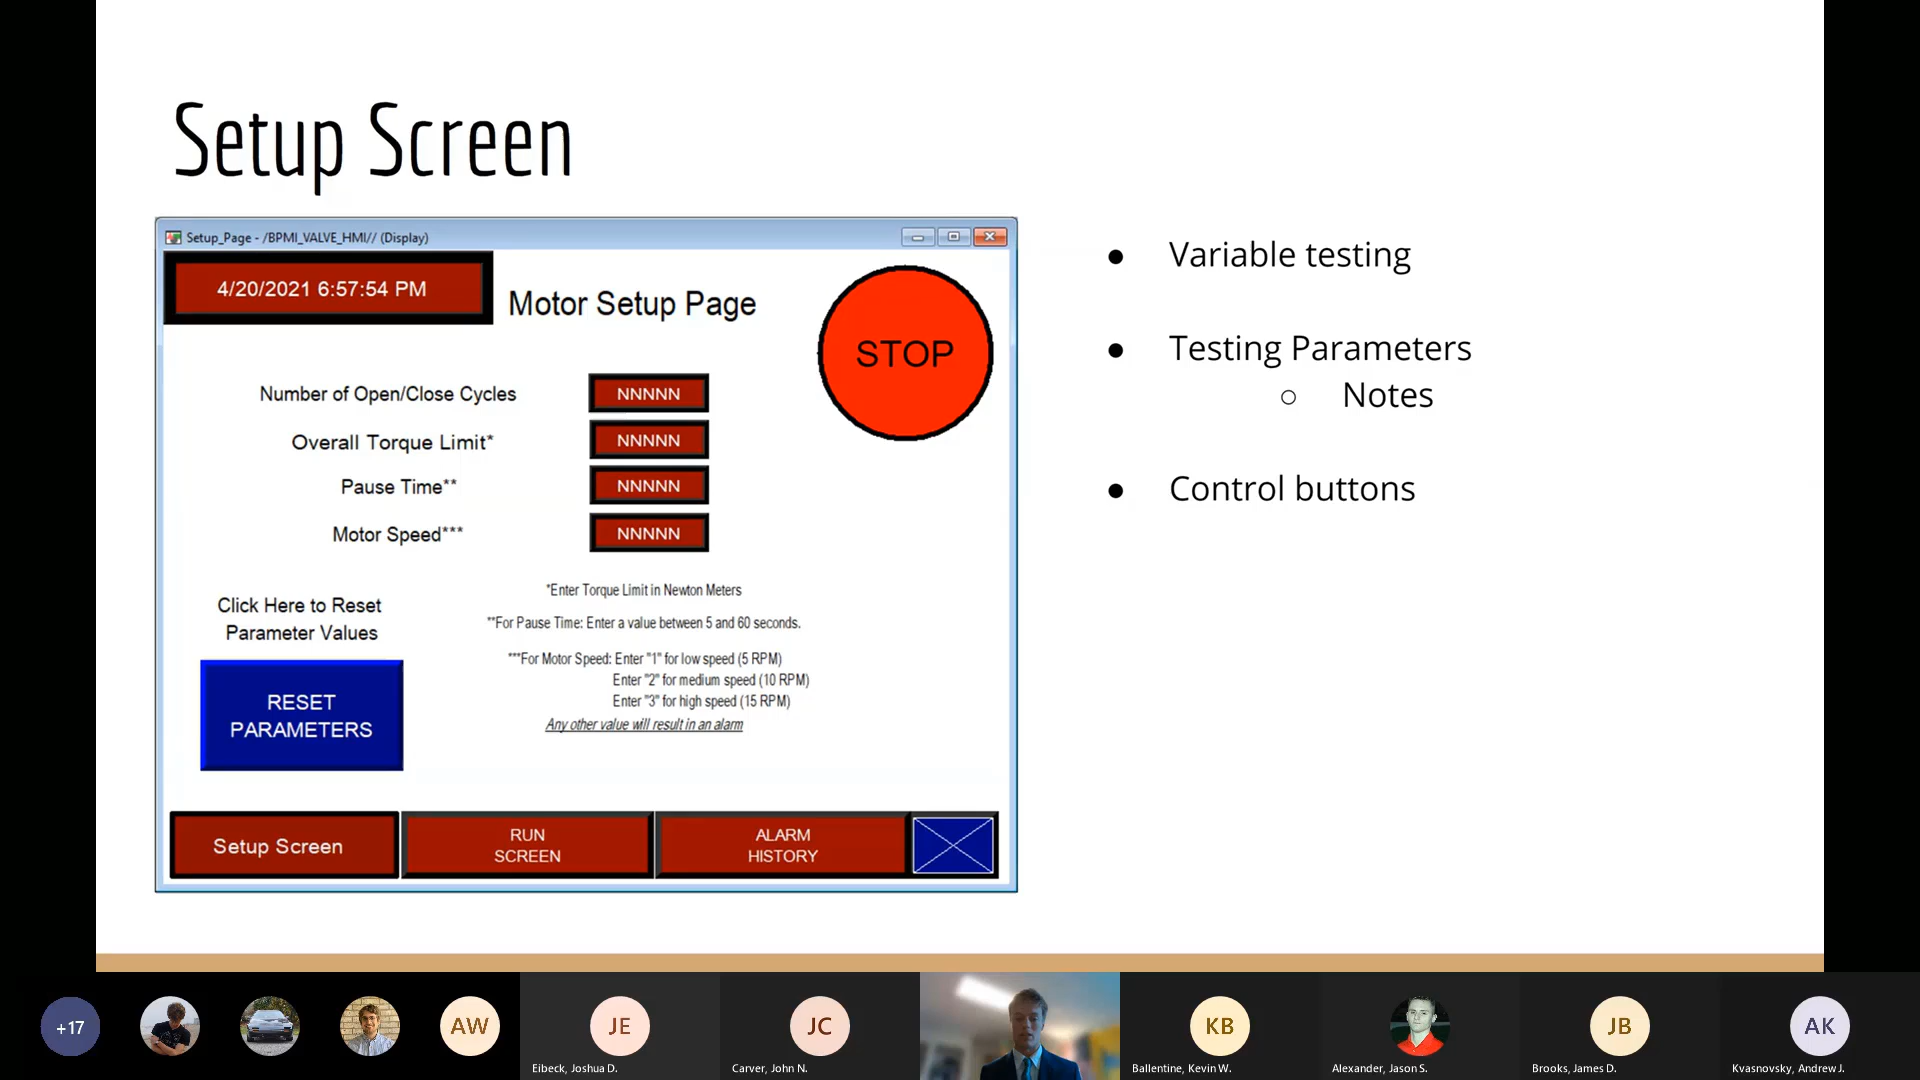 Setup Screen
Setup_Page - /BPMI_VALVE_HMI// (Display)
4/20/2021 6:57:54 PM
Motor Setup Page
STOP
Number of Open/Close Cycles
NNNNN
Overall Torque Limit*
NNNNN
Pause Time**
NNNNN
Motor Speed***
NNNNN
*Enter Torque Limit in Newton Meters
**For Pause Time: Enter a value between 5 and 60 seconds.
***For Motor Speed: Enter "1" for low speed (5 RPM)
Enter "2" for medium speed (10 RPM)
Enter "3" for high speed (15 RPM)
Any other value will result in an alarm
Click Here to Reset
Parameter Values
RESET
PARAMETERS
Setup Screen
RUN
SCREEN
ALARM
HISTORY
● Variable testing
● Testing Parameters
○ Notes
● Control buttons
+17
AW
JE
Eibeck, Joshua D.
JC
Carver, John N.
KB
Ballentine, Kevin W.
Alexander, Jason S.
JB
Brooks, James D.
AK
Kvasnovsky, Andrew J.